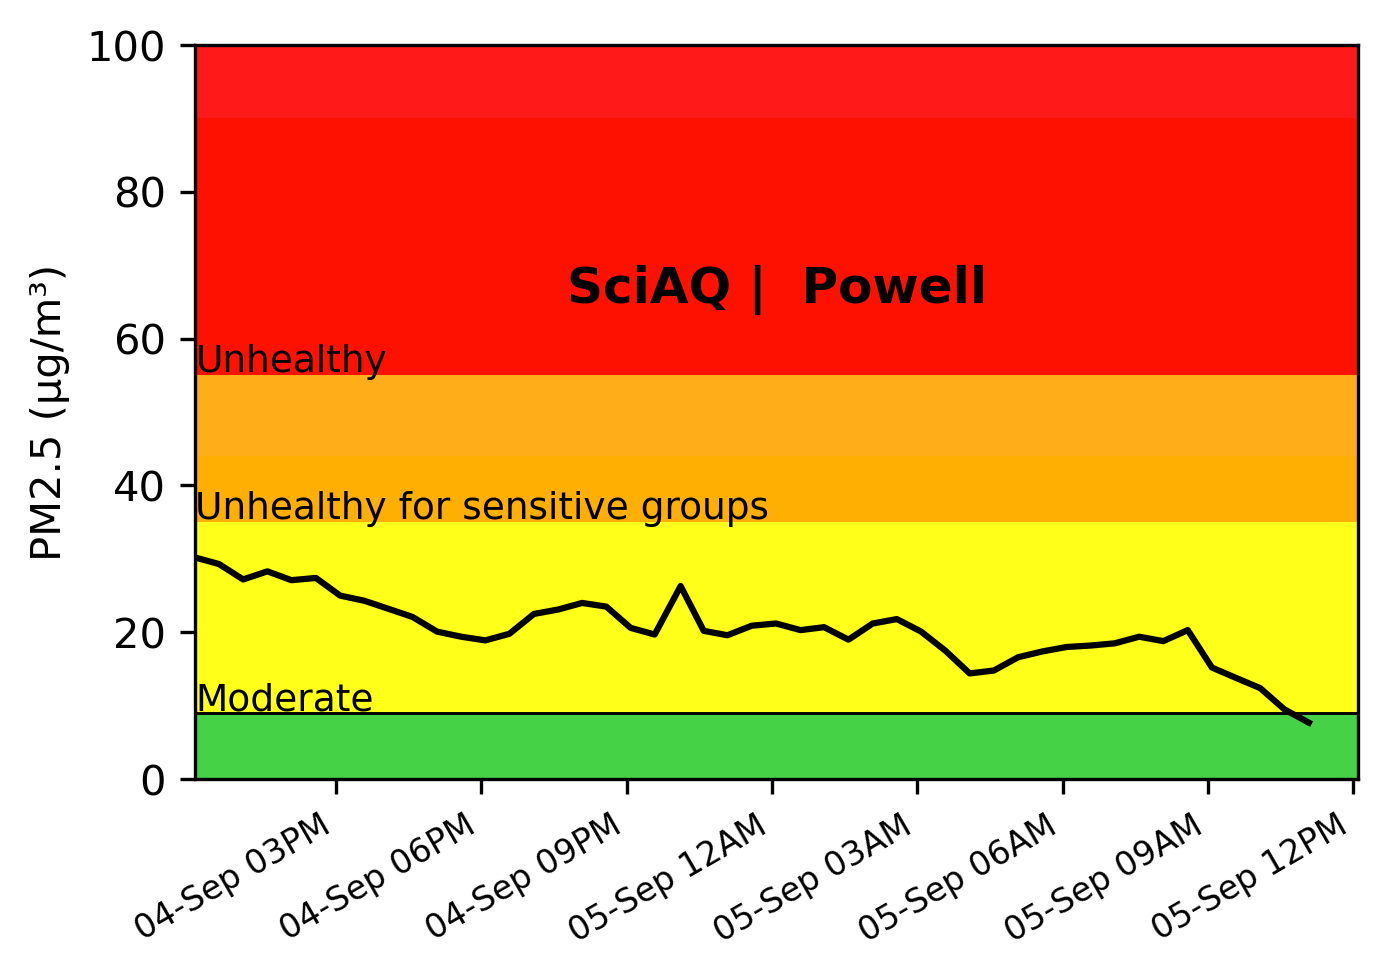 100
80
60
40
20
0
PM2.5 (µg/m³)
SciAQ |  Powell
Unhealthy
Unhealthy for sensitive groups
Moderate
04-Sep 03PM
04-Sep 06PM
04-Sep 09PM
05-Sep 12AM
05-Sep 03AM
05-Sep 06AM
05-Sep 09AM
05-Sep 12PM